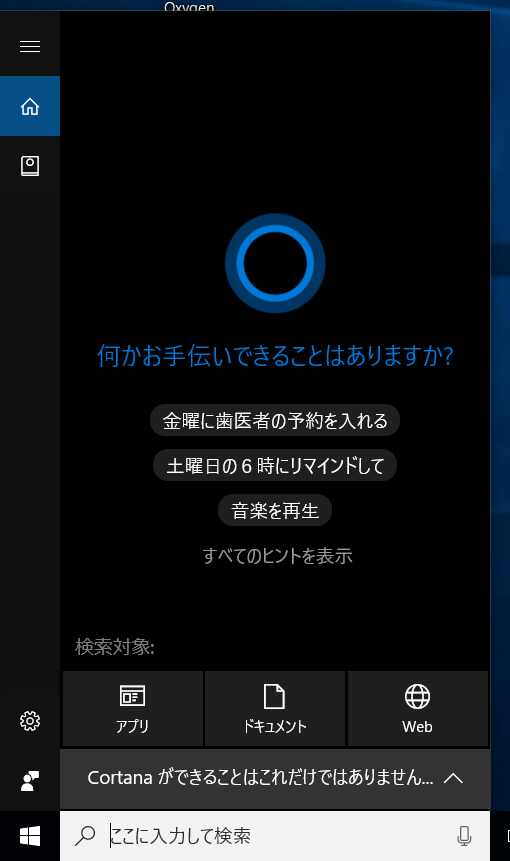 Oxygen
何かお手伝いできることはありますか?
金曜に歯医者の予約を入れる
土曜日の 6 時にリマインドして
音楽を再生
すべてのヒントを表示
検索対象:
アプリ
ドキュメント
Web
Cortana ができることはこれだけではありません...
ここに入力して検索